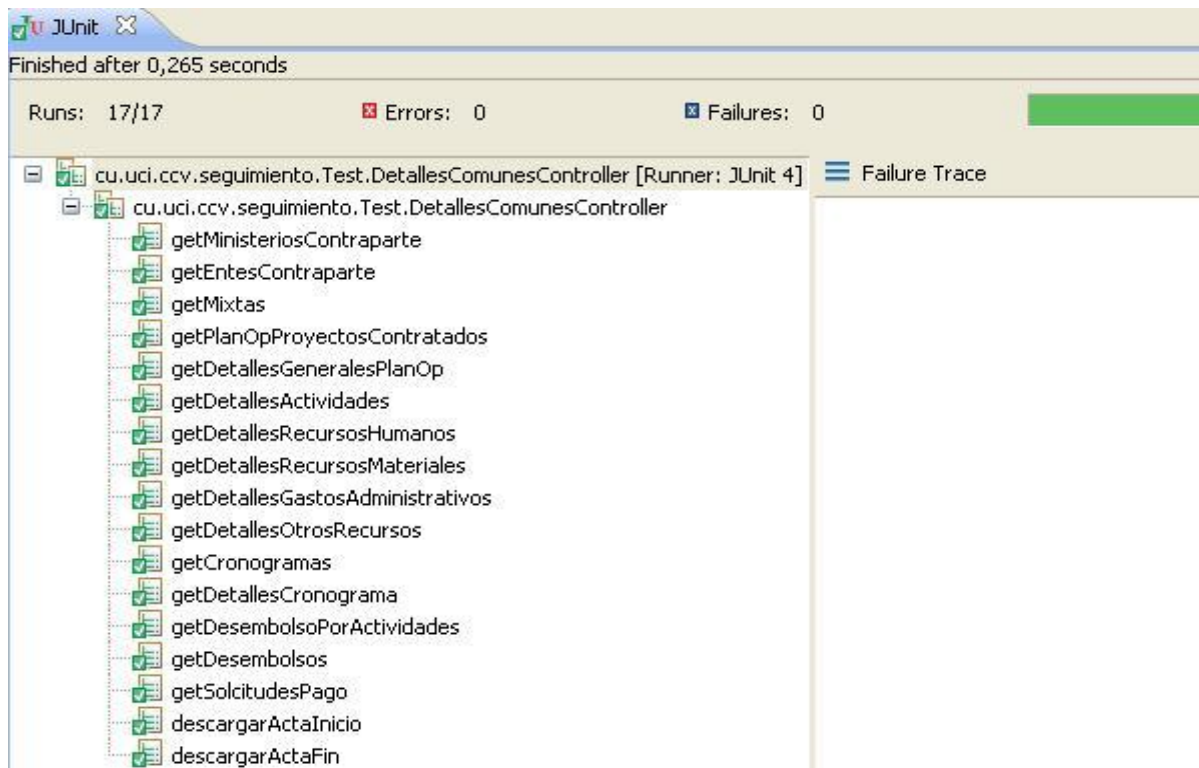 JUnit
Finished after 0,265 seconds
Runs: 17/17 Errors: 0 Failures: 0
cu.uci.ccv.seguimiento.Test.DetallesComunesController [Runner: JUnit 4] Failure Trace
cu.uci.ccv.seguimiento.Test.DetallesComunesController
getMinisteriosContraparte
getEntesContraparte
getMixtas
getPlanOpProyectosContratados
getDetallesGeneralesPlanOp
getDetallesActividades
getDetallesRecursosHumanos
getDetallesRecursosMateriales
getDetallesGastosAdministrativos
getDetallesOtrosRecursos
getCronogramas
getDetallesCronograma
getDesembolsoPorActividades
getDesembolsos
getSolcitudesPago
descargarActaInicio
descargarActaFin